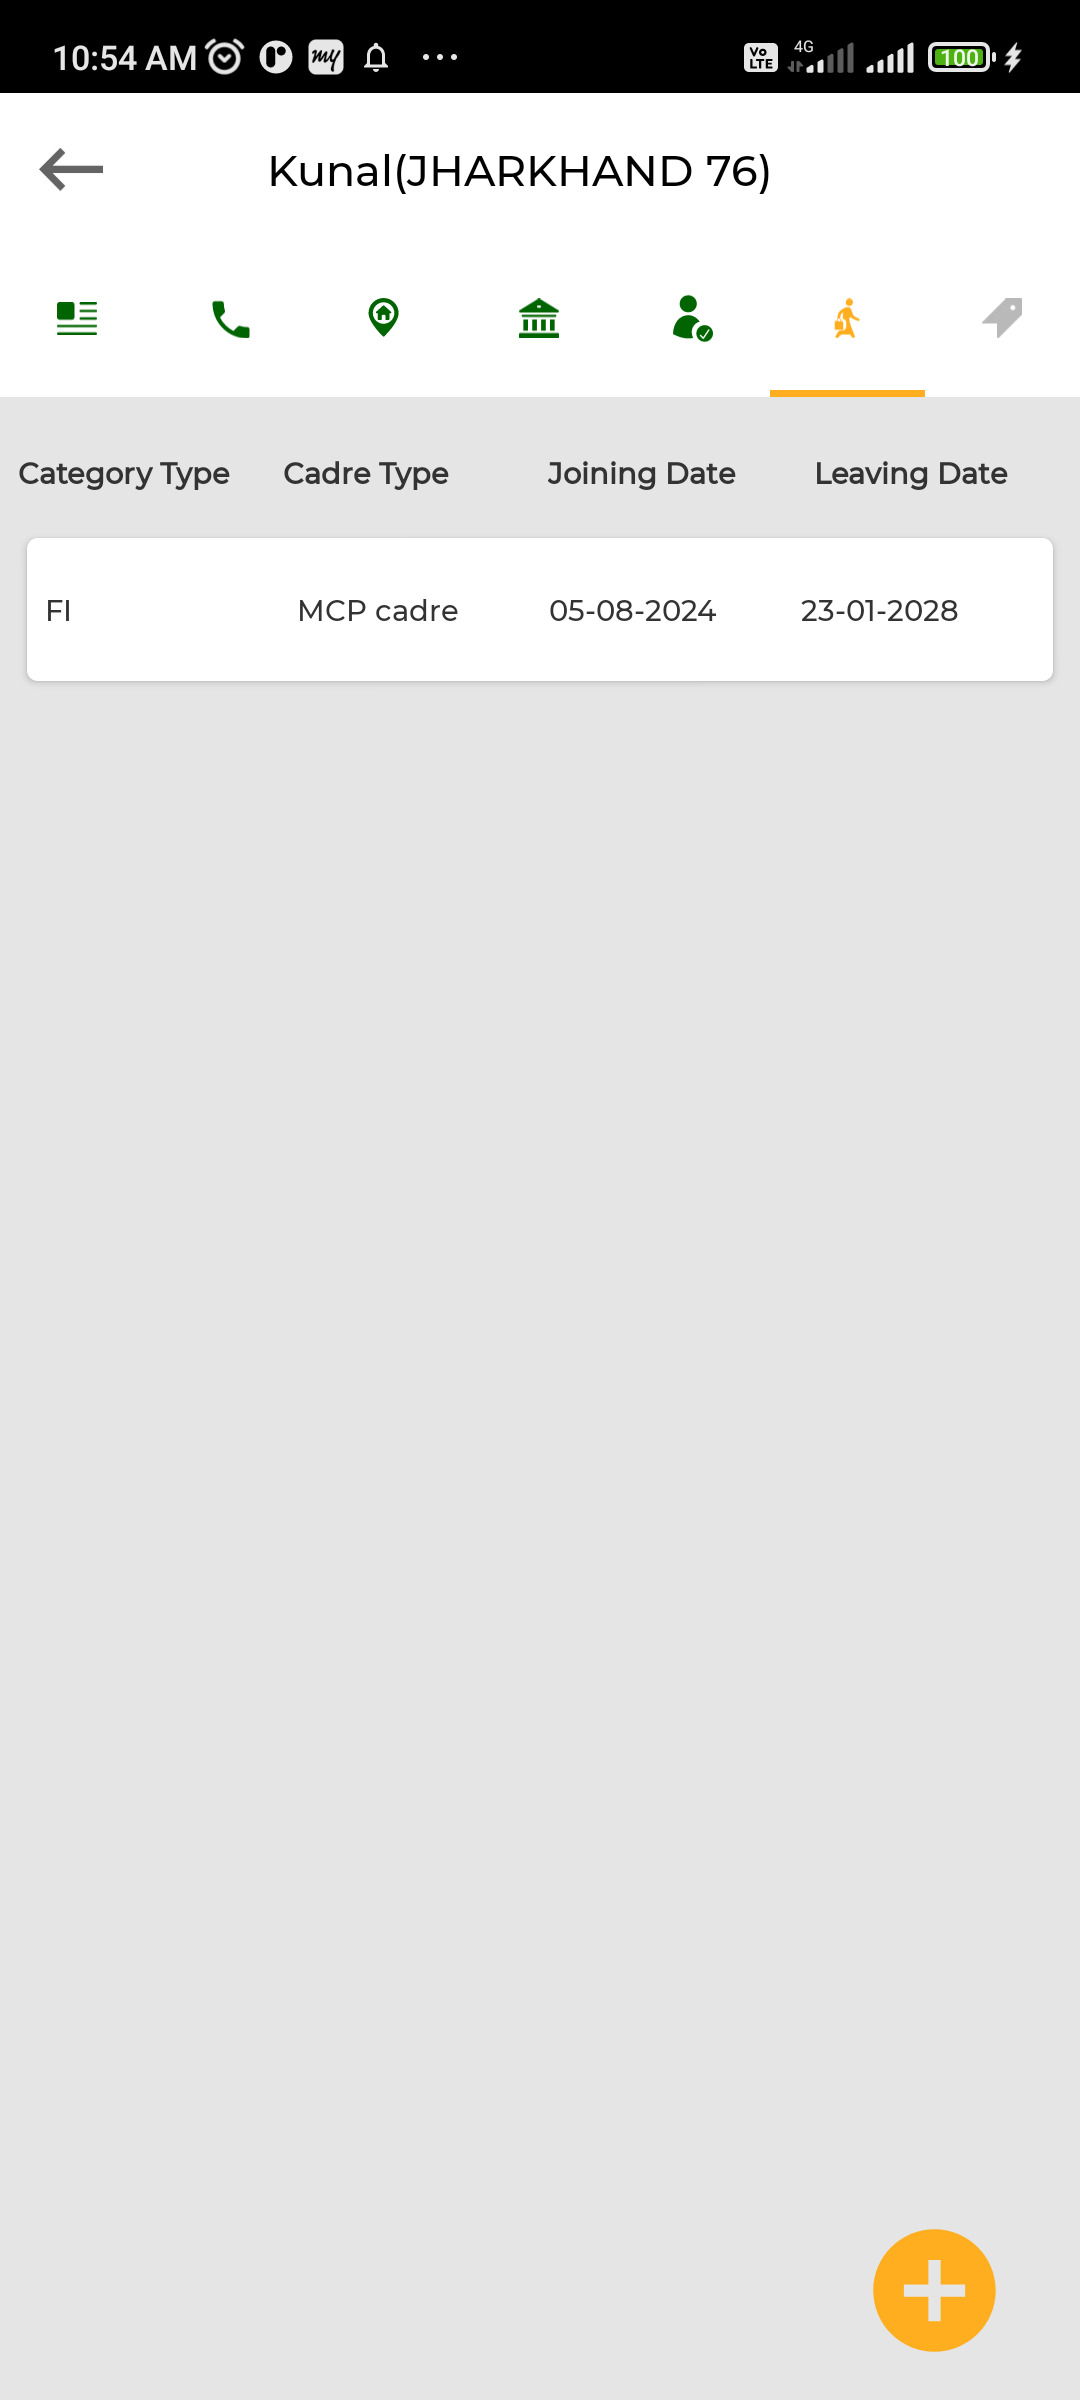 10:54 AM my ... Vo LTE 4G 100
Kunal(JHARKHAND 76)
Category Type Cadre Type Joining Date Leaving Date
FI MCP cadre 05-08-2024 23-01-2028